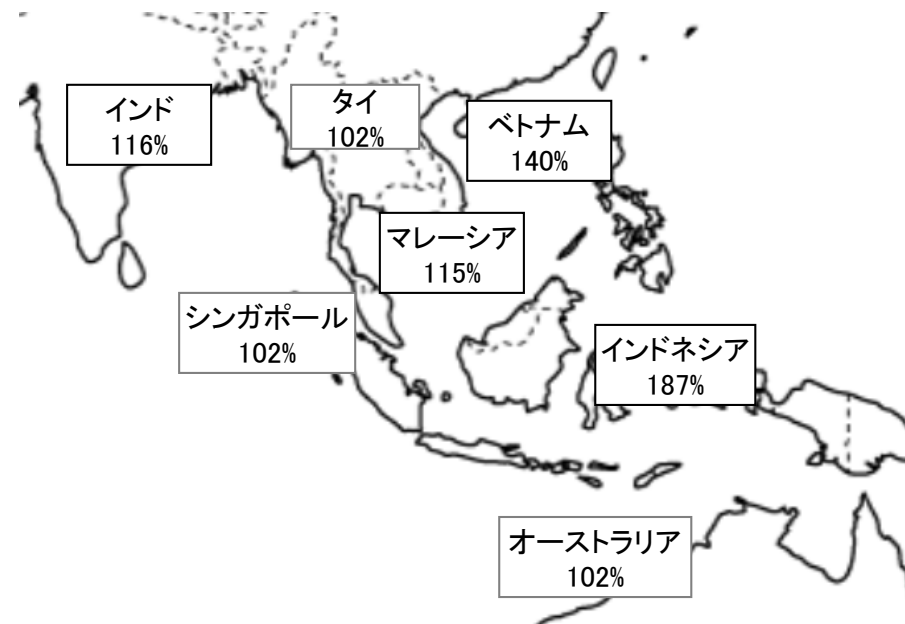 インド
116%
タイ
102%
ベトナム
140%
マレーシア
115%
シンガポール
102%
インドネシア
187%
オーストラリア
102%